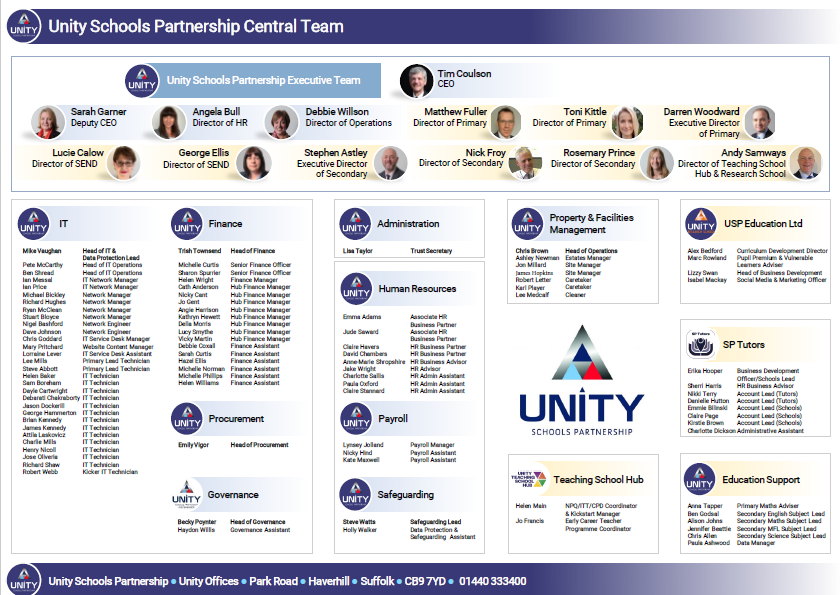 UNITY
Unity Schools Partnership Central Team
UNITY
Unity Schools Partnership Executive Team
Tim Coulson
CEO
Sarah Garner
Deputy CEO
Angela Bull
Director of HR
Debbie Willson
Director of Operations
Matthew Fuller
Director of Primary
Toni Kittle
Director of Primary
Darren Woodward
Executive Director
of Primary
Lucie Calow
Director of SEND
George Ellis
Director of SEND
Stephen Astley
Executive Director
of Secondary
Nick Froy
Director of Secondary
Rosemary Prince
Director of Secondary
Andy Samways
Director of Teaching School
Hub & Research School
UNITY
IT
Mike Vaughan Head of IT &
Data Protection Lead
Pete McCarthy Head of IT Operations
Ben Shread Head of IT Operations
Ian Messal IT Network Manager
Ian Price IT Network Manager
Michael Bickley Network Manager
Richard Hughes Network Manager
Ryan McClean Network Manager
Stuart Bloyce Network Manager
Nigel Bashford Network Engineer
Dave Johnson Network Engineer
Chris Goddard IT Service Desk Manager
Mary Pritchard Website Content Manager
Lorraine Lever IT Service Desk Assistant
Lee Mills Primary Lead Technician
Steve Abbott Primary Lead Technician
Helen Baker IT Technician
Sam Boreham IT Technician
Dayle Cartwright IT Technician
Debarati Chakraborty IT Technician
Jason Dockerill IT Technician
George Hammerton IT Technician
Brian Kennedy IT Technician
James Kennedy IT Technician
Attila Laskovicz IT Technician
Charlie Mills IT Technician
Henry Nicoll IT Technician
Jose Oliveria IT Technician
Richard Shaw IT Technician
Robert Webb Kicker IT Technician
UNITY
Finance
Trish Townsend Head of Finance
Michelle Curtis Senior Finance Officer
Sharon Spurrier Senior Finance Officer
Helen Wright Finance Manager
Cath Anderson Hub Finance Manager
Nicky Cant Hub Finance Manager
Jo Gent Hub Finance Manager
Angie Harrison Hub Finance Manager
Kathryn Hewett Hub Finance Manager
Della Morris Hub Finance Manager
Lucy Smythe Hub Finance Manager
Vicky Martin Hub Finance Manager
Debbie Coxall Finance Assistant
Sarah Curtis Finance Assistant
Hazel Ellis Finance Assistant
Michelle Norman Finance Assistant
Michelle Phillips Finance Assistant
Helen Williams Finance Assistant
UNITY
Procurement
Emily Vigor Head of Procurement
UNITY
Governance
Becky Poynter Head of Governance
Haydon Willis Governance Assistant
UNITY
Administration
Lisa Taylor Trust Secretary
UNITY
Human Resources
Emma Adams Associate HR
Business Partner
Jude Saward Associate HR
Business Partner
Claire Havers HR Business Partner
David Chambers HR Business Partner
Anne-Marie Shropshire HR Business Advisor
Jake Wright HR Advisor
Charlotte Sallis HR Admin Assistant
Paula Oxford HR Admin Assistant
Claire Stannard HR Admin Assistant
UNITY
Payroll
Lynsey Jolland Payroll Manager
Nicky Hind Payroll Assistant
Kate Maxwell Payroll Assistant
UNITY
Safeguarding
Steve Watts Safeguarding Lead
Holly Walker Data Protection &
Safeguarding Assistant
UNITY
Property & Facilities
Management
Chris Brown Head of Operations
Ashley Newman Estates Manager
Jon Millard Site Manager
James Hopkins Site Manager
Robert Letter Caretaker
Karl Player Caretaker
Lee Medcalf Cleaner
UNITY
SCHOOLS PARTNERSHIP
UNITY
TEACHING
SCHOOL
HUB
Teaching School Hub
Helen Main NPQ/ITT/CPD Coordinator
& Kickstart Manager
Jo Francis Early Career Teacher
Programme Coordinator
UNITY
USP Education Ltd
Alex Bedford Curriculum Development Director
Marc Rowland Pupil Premium & Vulnerable
Learners Adviser
Lizzy Swan Head of Business Development
Isabel Mackay Social Media & Marketing Officer
SP Tutors
SP Tutors
Erika Hooper Business Development
Officer/Schools Lead
Sherri Harris HR Business Advisor
Nikki Terry Account Lead (Tutors)
Danielle Hutton Account Lead (Tutors)
Emmie Bilinski Account Lead (Schools)
Claire Page Account Lead (Schools)
Kirstie Brown Account Lead (Schools)
Charlotte Dickson Administrative Assistant
UNITY
Education Support
Anna Tapper Primary Maths Adviser
Ben Godsal Secondary English Subject Lead
Alison Johns Secondary Maths Subject Lead
Jennifer Beattie Secondary MFL Subject Lead
Chris Allen Secondary Science Subject Lead
Paula Ashwood Data Manager
UNITY
Unity Schools Partnership • Unity Offices • Park Road • Haverhill • Suffolk • CB9 7YD • 01440 333400